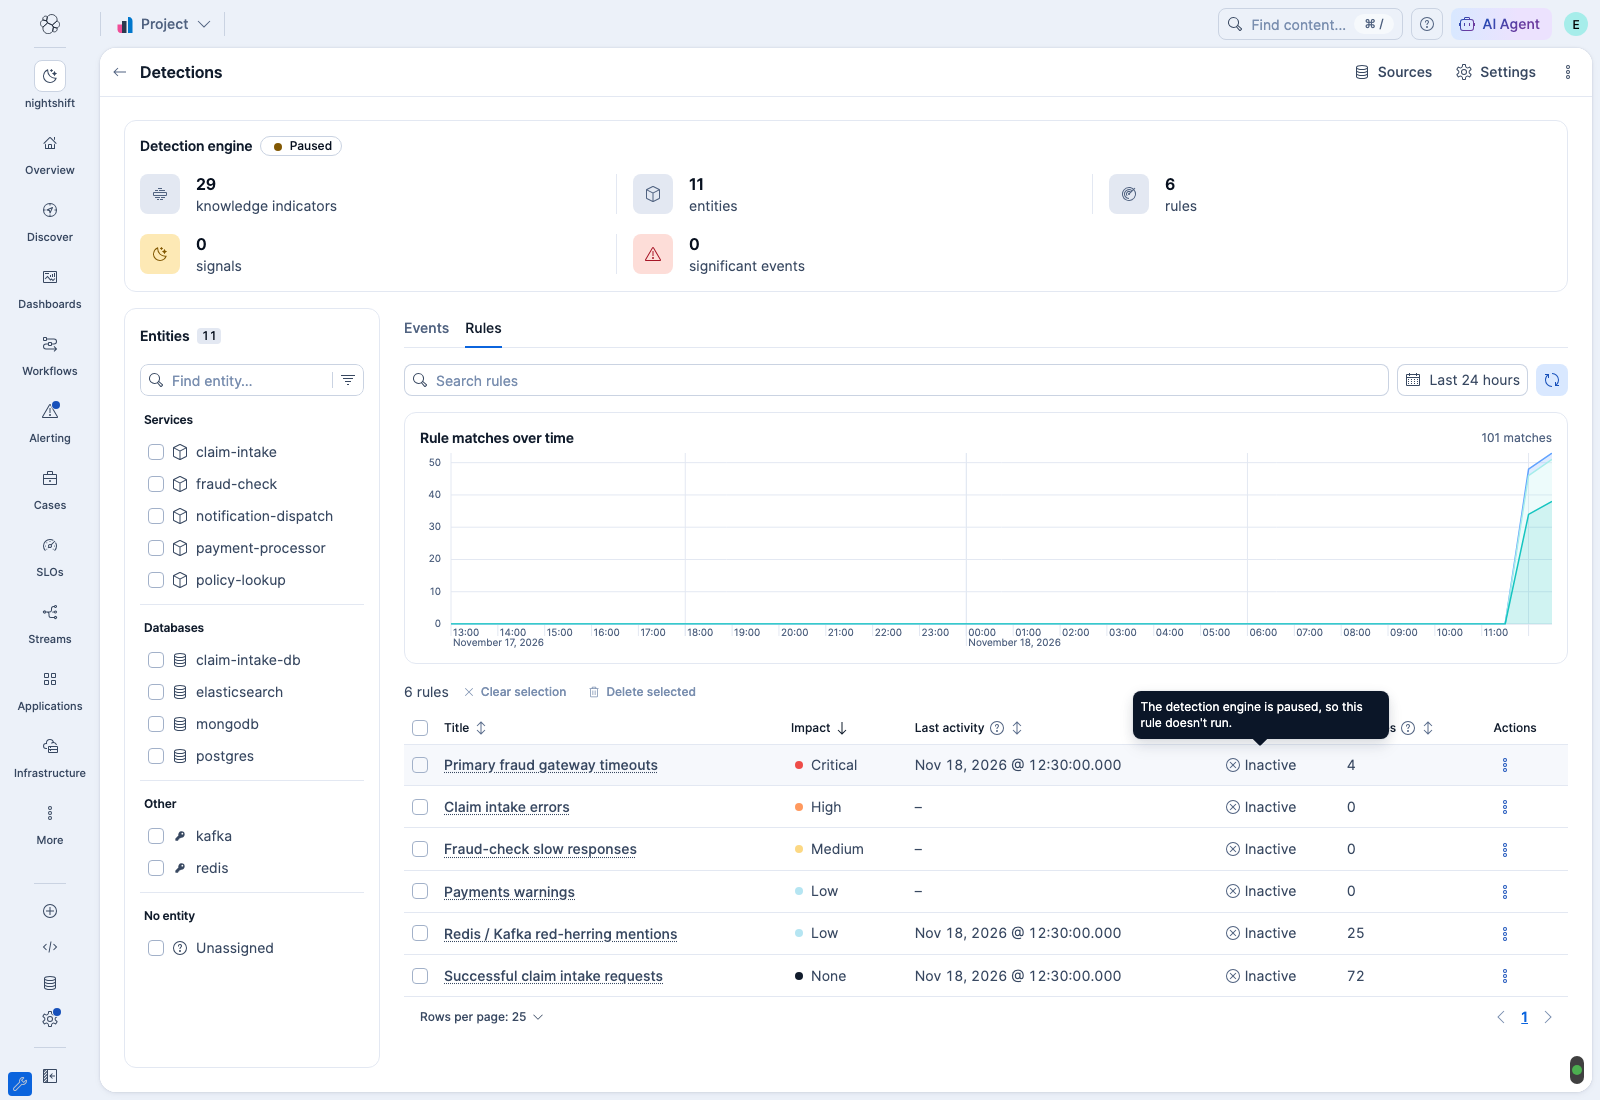 Project
Find content...
⌘ /
AI Agent
E
nightshift
Overview
Discover
Dashboards
Workflows
Alerting
Cases
SLOs
Streams
Applications
Infrastructure
More
Detections
Sources
Settings
Detection engine
Paused
29
knowledge indicators
11
entities
6
rules
0
signals
0
significant events
Entities 11
Find entity...
Services
claim-intake
fraud-check
notification-dispatch
payment-processor
policy-lookup
Databases
claim-intake-db
elasticsearch
mongodb
postgres
Other
kafka
redis
No entity
Unassigned
Events Rules
Search rules
Last 24 hours
Rule matches over time
101 matches
50
40
30
20
10
0
13:00 14:00 15:00 16:00 17:00 18:00 19:00 20:00 21:00 22:00 23:00 00:00 01:00 02:00 03:00 04:00 05:00 06:00 07:00 08:00 09:00 10:00 11:00
November 17, 2026 November 18, 2026
6 rules Clear selection Delete selected
The detection engine is paused, so this
rule doesn't run.
Title Impact Last activity s Actions
Primary fraud gateway timeouts Critical Nov 18, 2026 @ 12:30:00.000 Inactive 4
Claim intake errors High – Inactive 0
Fraud-check slow responses Medium – Inactive 0
Payments warnings Low – Inactive 0
Redis / Kafka red-herring mentions Low Nov 18, 2026 @ 12:30:00.000 Inactive 25
Successful claim intake requests None Nov 18, 2026 @ 12:30:00.000 Inactive 72
Rows per page: 25
1